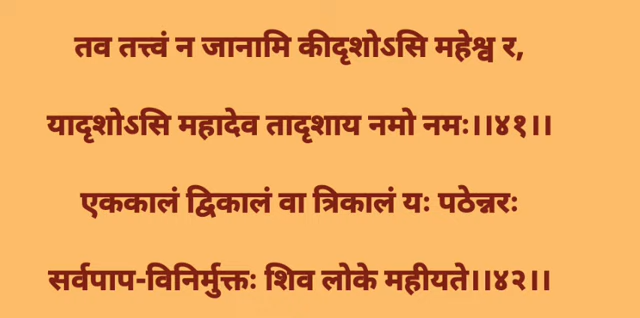 तव तत्त्वं न जानामि कीदृशोऽसि महेश्व र,
यादृशोऽसि महादेव तादृशाय नमो नमः।।४१।।
एककालं द्विकालं वा त्रिकालं यः पठेन्नरः
सर्वपाप-विनिर्मुक्तः शिव लोके महीयते।।४२।।